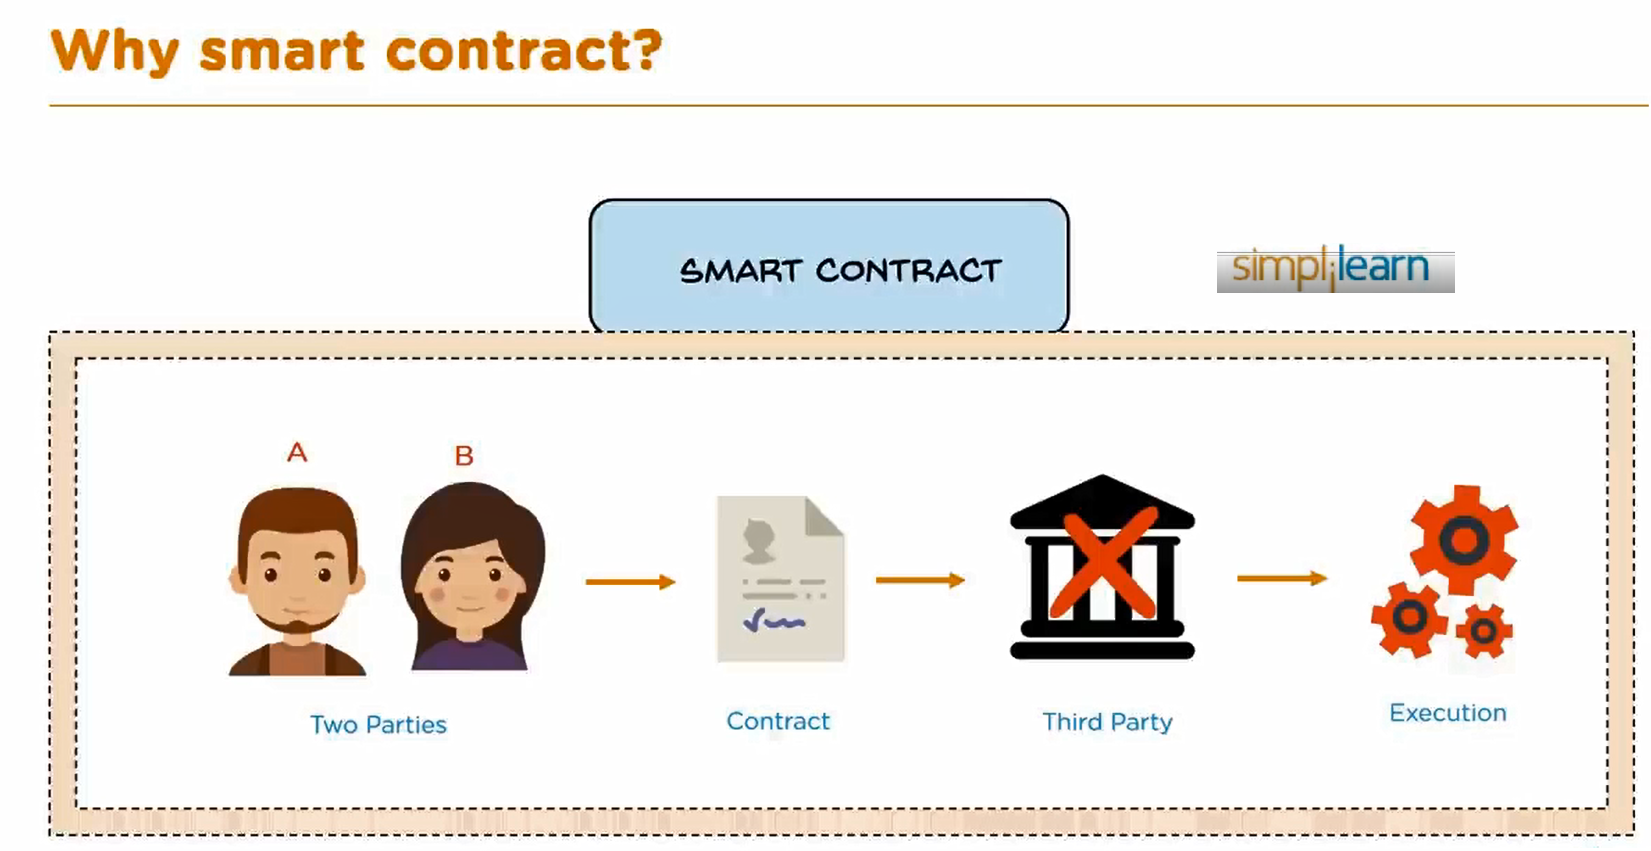 Why smart contract?
SMART CONTRACT
simplilearn
A
B
Two Parties
Contract
Third Party
Execution